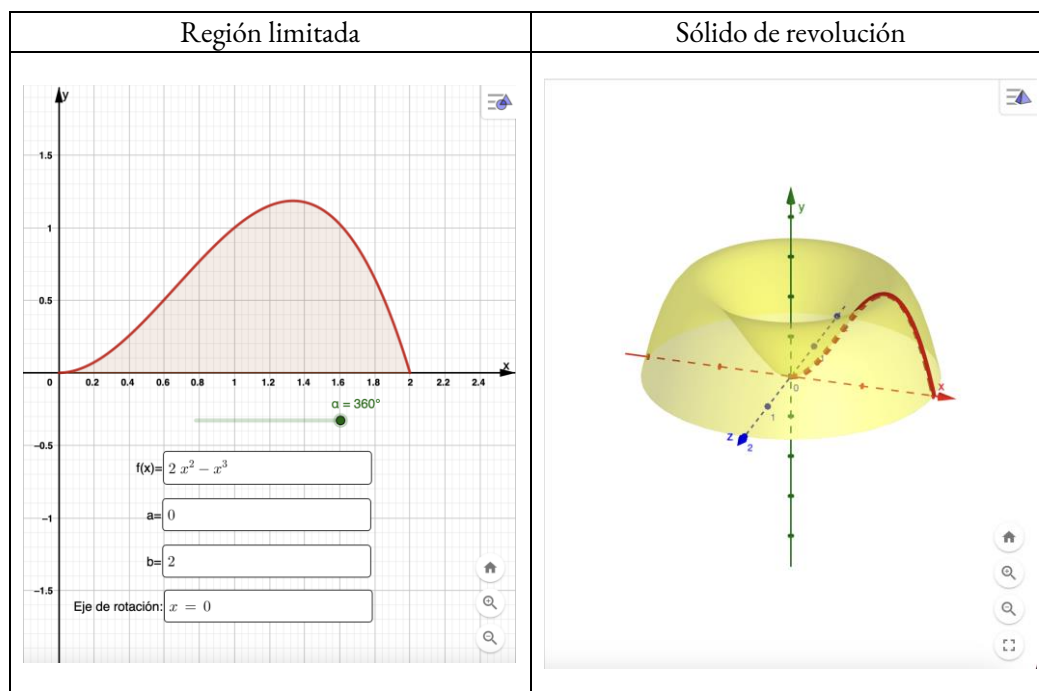 Región limitada
Sólido de revolución
y
1.5
1
0.5
x
0 0.2 0.4 0.6 0.8 1 1.2 1.4 1.6 1.8 2 2.2 2.4
α = 360°
−0.5
f(x)= 2 x² − x³
−1
a= 0
b= 2
−1.5
Eje de rotación: x = 0
y
0
x
1
z
2